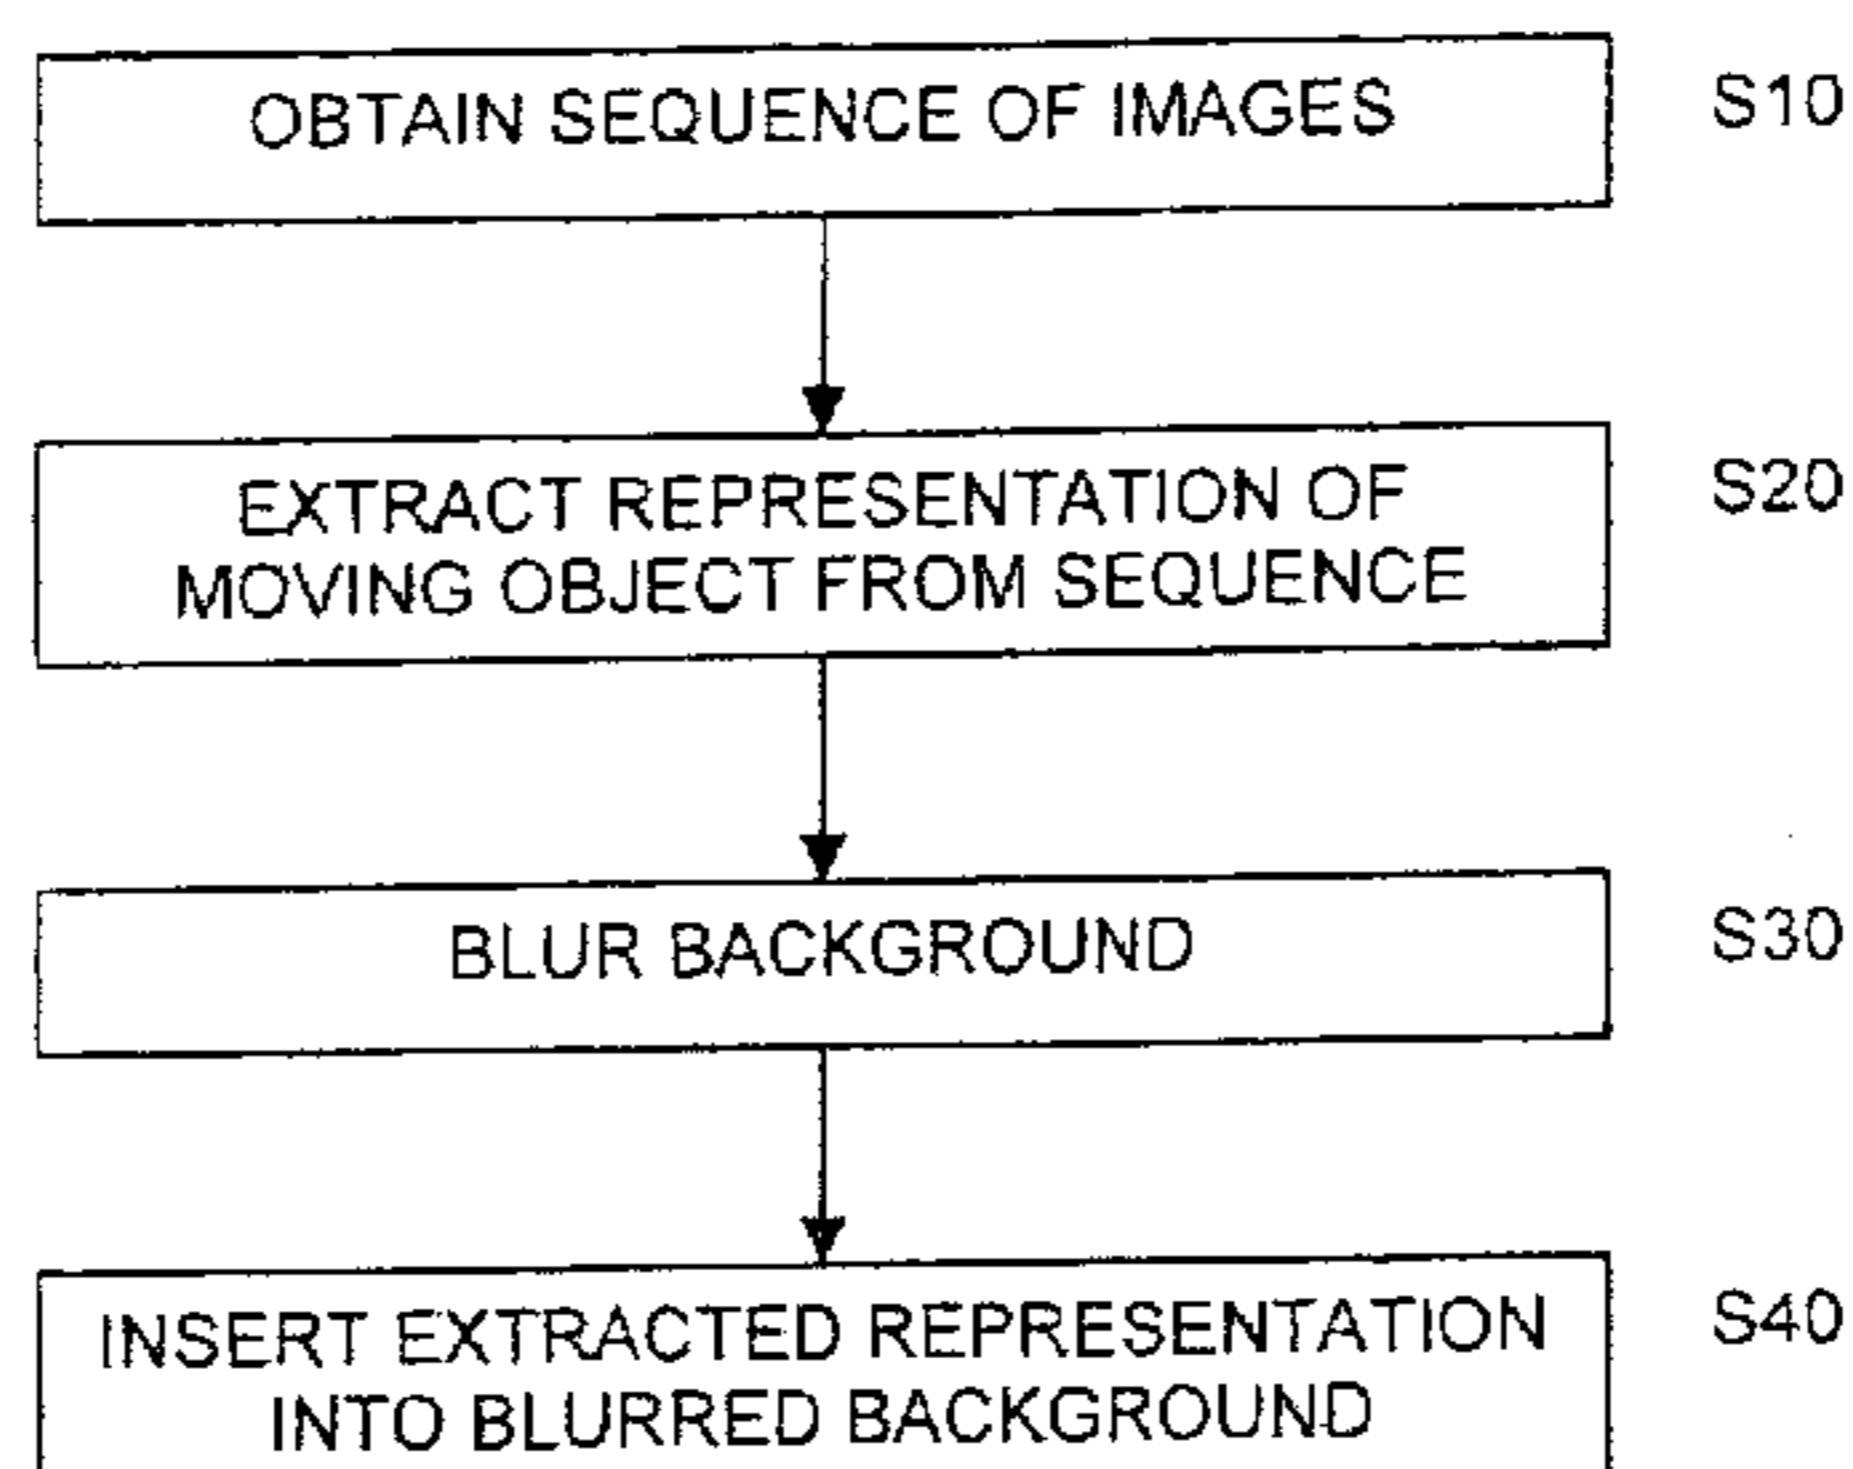 OBTAIN SEQUENCE OF IMAGES
S10
EXTRACT REPRESENTATION OF
MOVING OBJECT FROM SEQUENCE
S20
BLUR BACKGROUND
S30
INSERT EXTRACTED REPRESENTATION
INTO BLURRED BACKGROUND
S40